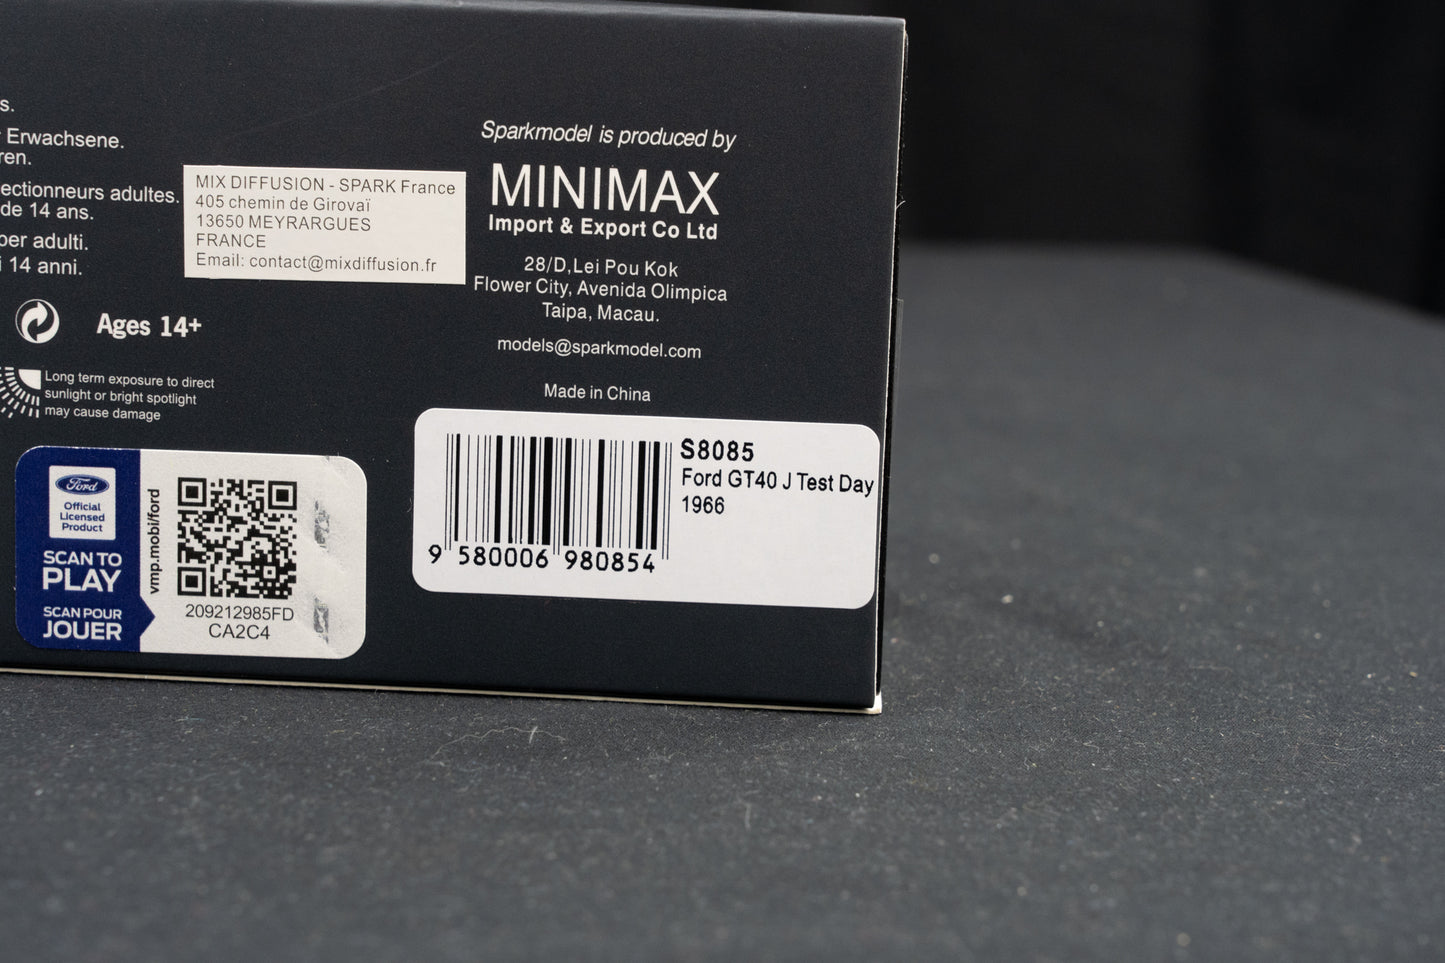 s.
Erwachsene.
ren.
ectionneurs adultes.
de 14 ans.
per adulti.
i 14 anni.
MIX DIFFUSION - SPARK France
405 chemin de Girovaï
13650 MEYRARGUES
FRANCE
Email: contact@mixdiffusion.fr
Ages 14+
Long term exposure to direct
sunlight or bright spotlight
may cause damage
Sparkmodel is produced by
MINIMAX
Import & Export Co Ltd
28/D,Lei Pou Kok
Flower City, Avenida Olimpica
Taipa, Macau.
models@sparkmodel.com
Made in China
Ford
Official
Licensed
Product
SCAN TO
PLAY
SCAN POUR
JOUER
vmp.mobi/ford
209212985FD
CA2C4
S8085
Ford GT40 J Test Day
1966
9 580006 980854